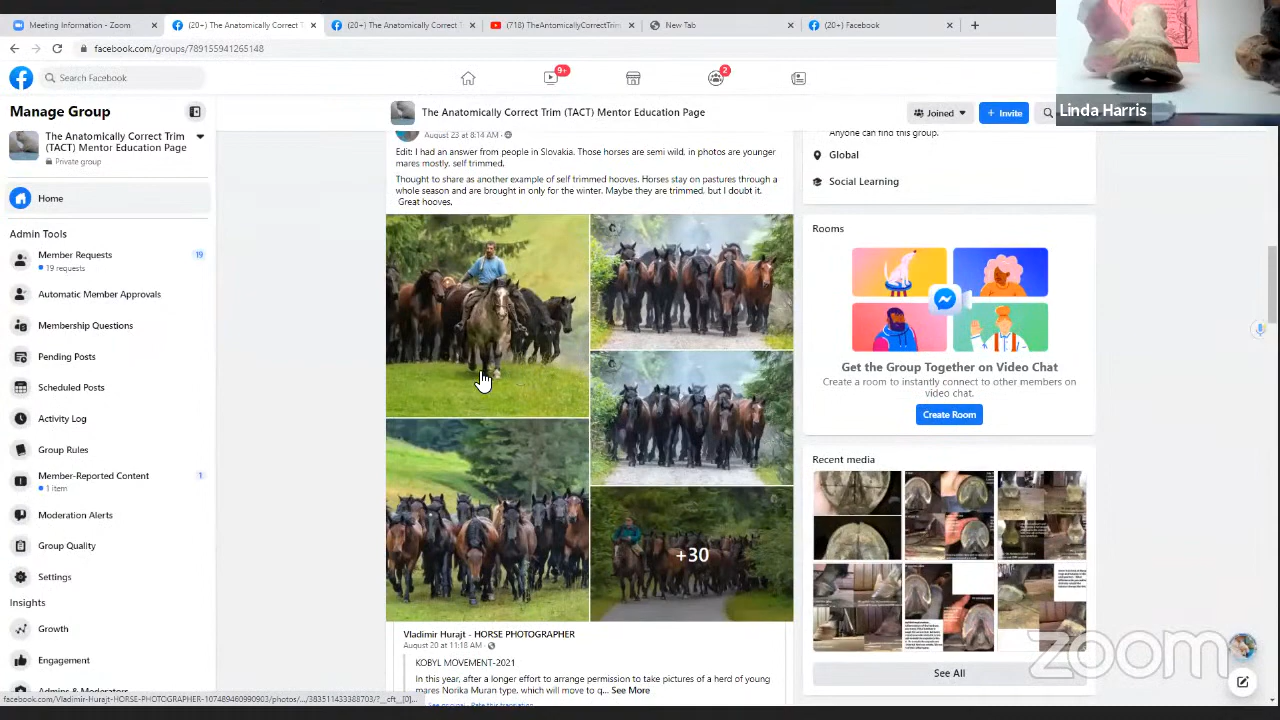 Meeting Information - Zoom
(20+) The Anatomically Correct T
(20+) The Anatomically Correct T
(718) TheAntomicallyCorrectTrim
New Tab
(20+) Facebook
facebook.com/groups/789155941265148
Linda Harris
Search Facebook
9+
2
Manage Group
The Anatomically Correct Trim
(TACT) Mentor Education Page
Private group
Home
Admin Tools
Member Requests
19
19 requests
Automatic Member Approvals
Membership Questions
Pending Posts
Scheduled Posts
Activity Log
Group Rules
Member-Reported Content
1
1 item
Moderation Alerts
Group Quality
Settings
Insights
Growth
Engagement
Admins & Moderators
The Anatomically Correct Trim (TACT) Mentor Education Page
Joined
+ Invite
August 23 at 8:14 AM
Edit: I had an answer from people in Slovakia. Those horses are semi wild, in photos are younger
mares mostly, self trimmed.
Thought to share as another example of self trimmed hooves. Horses stay on pastures through a
whole season and are brought in only for the winter. Maybe they are trimmed, but I doubt it.
Great hooves.
+30
Vladimir Hurajt - HORSE PHOTOGRAPHER
August 20 at 11:18 AM
KOBYL MOVEMENT-2021
In this year, after a longer effort to arrange permission to take pictures of a herd of young
mares Norika Muran type, which will move to q... See More
See original · Rate this translation
Anyone can find this group.
Global
Social Learning
Rooms
Get the Group Together on Video Chat
Create a room to instantly connect to other members on
video chat.
Create Room
Recent media
See All
zoom